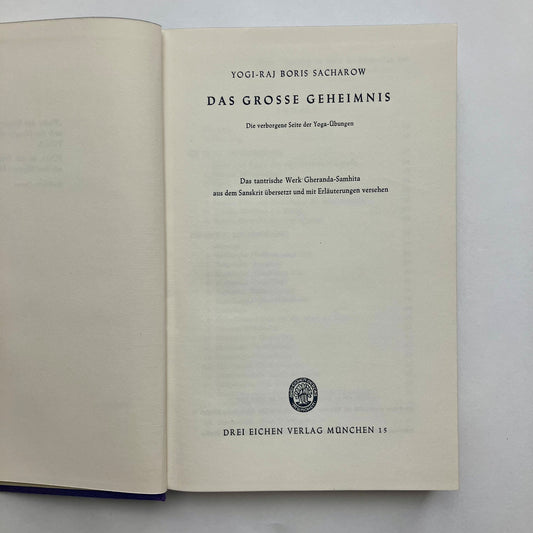 YOGI-RAJ BORIS SACHAROW
DAS GROSSE GEHEIMNIS
Die verborgene Seite der Yoga-Übungen
Das tantrische Werk Gheranda-Samhita
aus dem Sanskrit übersetzt und mit Erläuterungen versehen
DREI EICHEN VERLAG MÜNCHEN 15